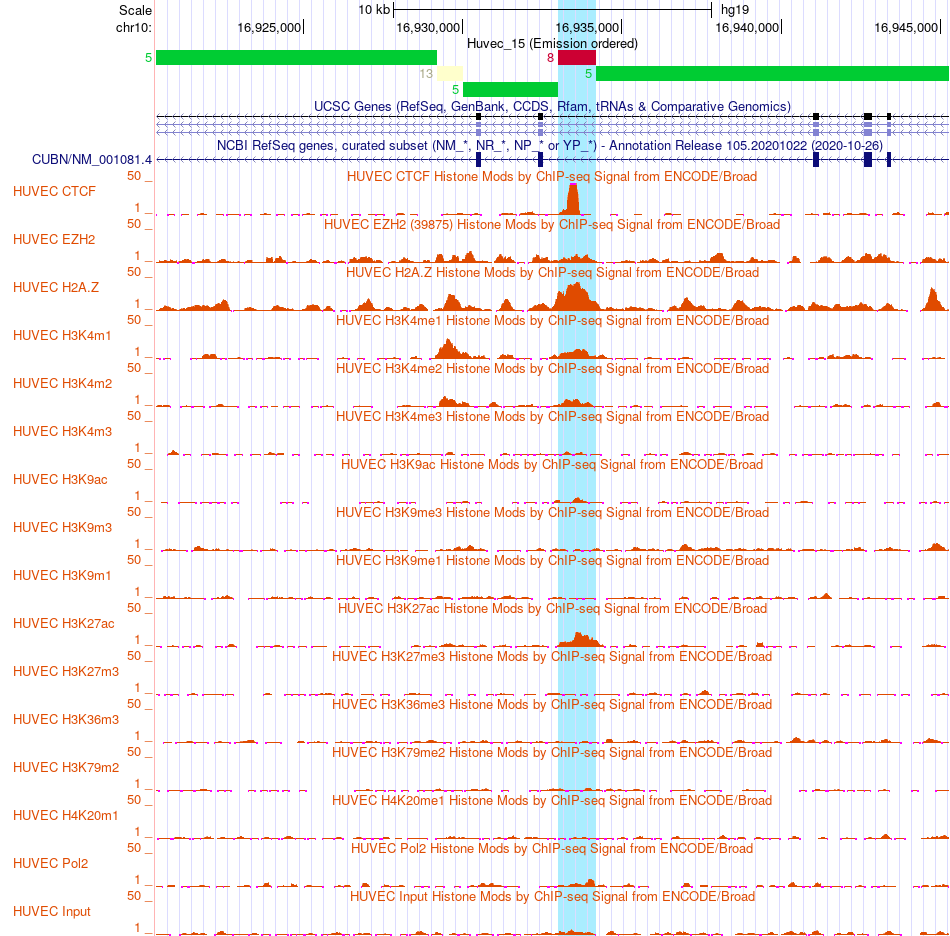 Scale 10 kb hg19
chr10: 16,925,000 16,930,000 16,935,000 16,940,000 16,945,000
Huvec_15 (Emission ordered)
5 8
13 5
5
UCSC Genes (RefSeq, GenBank, CCDS, Rfam, tRNAs & Comparative Genomics)
NCBI RefSeq genes, curated subset (NM_*, NR_*, NP_* or YP_*) - Annotation Release 105.20201022 (2020-10-26)
CUBN/NM_001081.4
HUVEC CTCF Histone Mods by ChIP-seq Signal from ENCODE/Broad
50 _
HUVEC CTCF
1 _
HUVEC EZH2 (39875) Histone Mods by ChIP-seq Signal from ENCODE/Broad
50 _
HUVEC EZH2
1 _
HUVEC H2A.Z Histone Mods by ChIP-seq Signal from ENCODE/Broad
50 _
HUVEC H2A.Z
1 _
HUVEC H3K4me1 Histone Mods by ChIP-seq Signal from ENCODE/Broad
50 _
HUVEC H3K4m1
1 _
HUVEC H3K4me2 Histone Mods by ChIP-seq Signal from ENCODE/Broad
50 _
HUVEC H3K4m2
1 _
HUVEC H3K4me3 Histone Mods by ChIP-seq Signal from ENCODE/Broad
50 _
HUVEC H3K4m3
1 _
HUVEC H3K9ac Histone Mods by ChIP-seq Signal from ENCODE/Broad
50 _
HUVEC H3K9ac
1 _
HUVEC H3K9me3 Histone Mods by ChIP-seq Signal from ENCODE/Broad
50 _
HUVEC H3K9m3
1 _
HUVEC H3K9me1 Histone Mods by ChIP-seq Signal from ENCODE/Broad
50 _
HUVEC H3K9m1
1 _
HUVEC H3K27ac Histone Mods by ChIP-seq Signal from ENCODE/Broad
50 _
HUVEC H3K27ac
1 _
HUVEC H3K27me3 Histone Mods by ChIP-seq Signal from ENCODE/Broad
50 _
HUVEC H3K27m3
1 _
HUVEC H3K36me3 Histone Mods by ChIP-seq Signal from ENCODE/Broad
50 _
HUVEC H3K36m3
1 _
HUVEC H3K79me2 Histone Mods by ChIP-seq Signal from ENCODE/Broad
50 _
HUVEC H3K79m2
1 _
HUVEC H4K20me1 Histone Mods by ChIP-seq Signal from ENCODE/Broad
50 _
HUVEC H4K20m1
1 _
HUVEC Pol2 Histone Mods by ChIP-seq Signal from ENCODE/Broad
50 _
HUVEC Pol2
1 _
HUVEC Input Histone Mods by ChIP-seq Signal from ENCODE/Broad
50 _
HUVEC Input
1 _